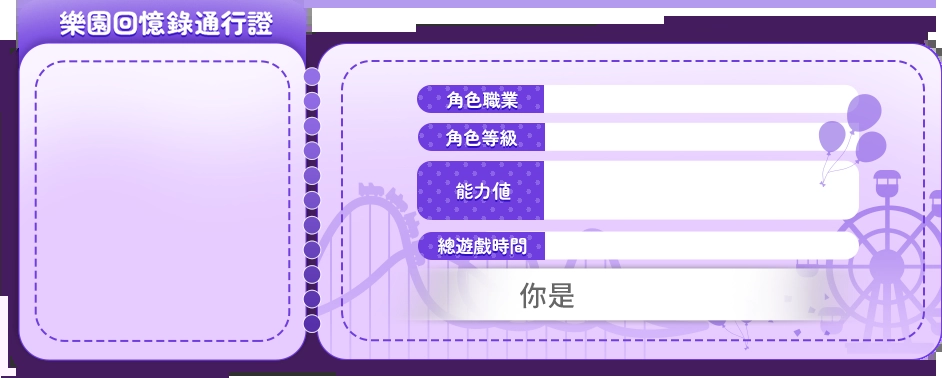 樂園回憶錄通行證
角色職業
角色等級
能力值
總遊戲時間
你是